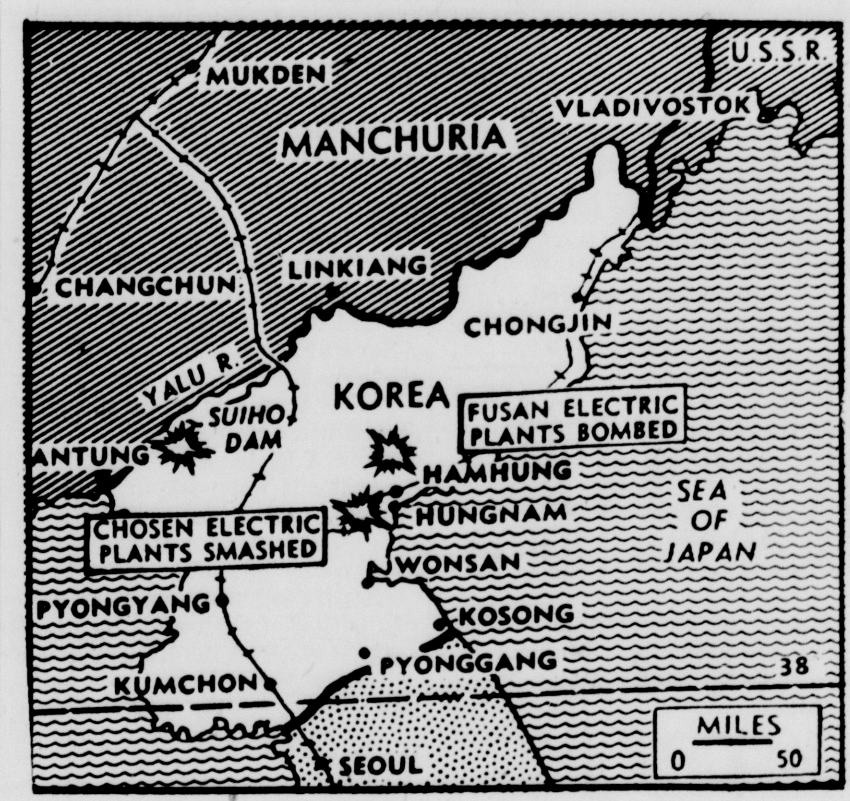 U.S.S.R.
MUKDEN
VLADIVOSTOK
MANCHURIA
LINKIANG
CHANGCHUN
CHONGJIN
YALU R.
KOREA
SUIHO
DAM
FUSAN ELECTRIC
PLANTS BOMBED
ANTUNG
HAMHUNG
SEA
OF
JAPAN
HUNGNAM
CHOSEN ELECTRIC
PLANTS SMASHED
WONSAN
PYONGYANG
KOSONG
PYONGGANG
38
KUMCHON
MILES
0 50
SEOUL